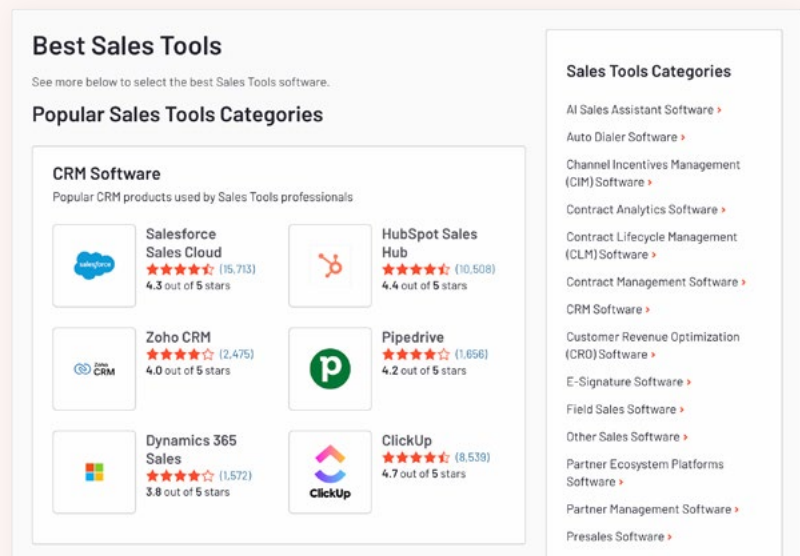 Best Sales Tools
See more below to select the best Sales Tools software.
Popular Sales Tools Categories
CRM Software
Popular CRM products used by Sales Tools professionals
salesforce
Salesforce
Sales Cloud
(15,713)
4.3 out of 5 stars
HubSpot Sales
Hub
(10,508)
4.4 out of 5 stars
Zoho
CRM
Zoho CRM
(2,475)
4.0 out of 5 stars
p
Pipedrive
(1,656)
4.2 out of 5 stars
Dynamics 365
Sales
(1,572)
3.8 out of 5 stars
ClickUp
ClickUp
(8,539)
4.7 out of 5 stars
Sales Tools Categories
AI Sales Assistant Software ›
Auto Dialer Software ›
Channel Incentives Management
(CIM) Software ›
Contract Analytics Software ›
Contract Lifecycle Management
(CLM) Software ›
Contract Management Software ›
CRM Software ›
Customer Revenue Optimization
(CRO) Software ›
E-Signature Software ›
Field Sales Software ›
Other Sales Software ›
Partner Ecosystem Platforms
Software ›
Partner Management Software ›
Presales Software ›